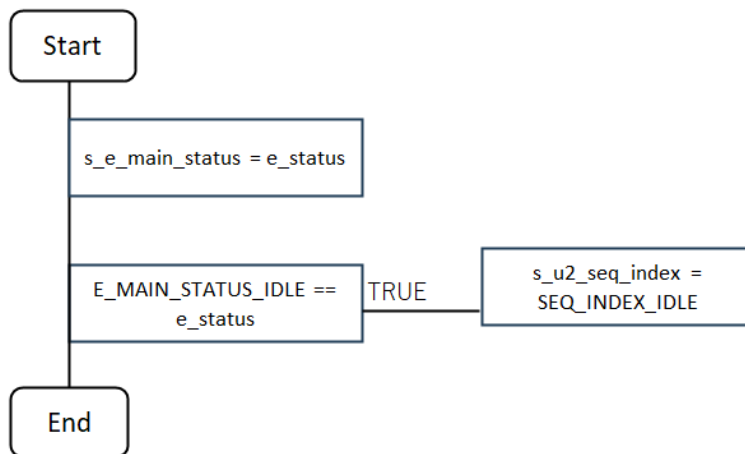 Start
s_e_main_status = e_status
E_MAIN_STATUS_IDLE ==
e_status
TRUE
s_u2_seq_index =
SEQ_INDEX_IDLE
End